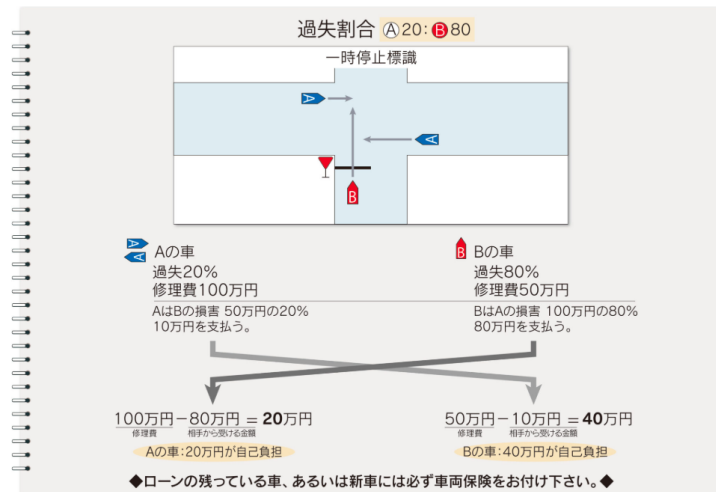 過失割合 Ⓐ20：🅑80
一時停止標識
A
A
B
Aの車
過失20%
修理費100万円
AはBの損害 50万円の20%
10万円を支払う。
Bの車
過失80%
修理費50万円
BはAの損害 100万円の80%
80万円を支払う。
100万円－80万円 ＝ 20万円
修理費 相手から受ける金額
Aの車：20万円が自己負担
50万円－10万円 ＝ 40万円
修理費 相手から受ける金額
Bの車：40万円が自己負担
◆ローンの残っている車、あるいは新車には必ず車両保険をお付け下さい。◆